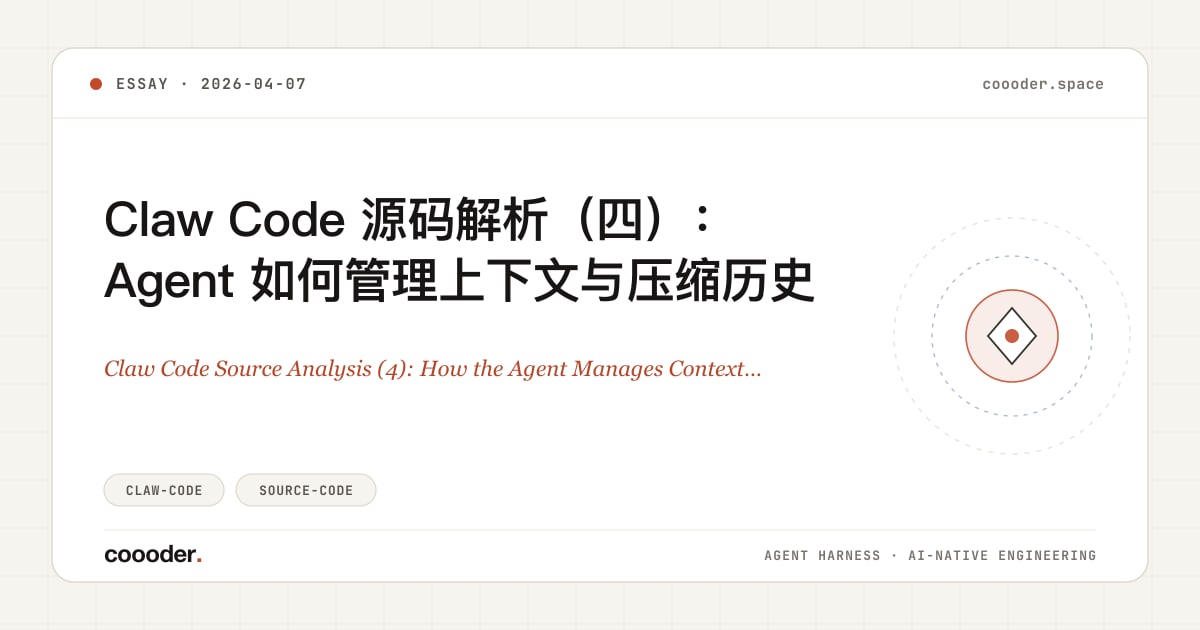 ESSAY · 2026-04-07
coooder.space
Claw Code 源码解析（四）：
Agent 如何管理上下文与压缩历史
Claw Code Source Analysis (4): How the Agent Manages Context…
CLAW-CODE
SOURCE-CODE
coooder.
AGENT HARNESS · AI-NATIVE ENGINEERING